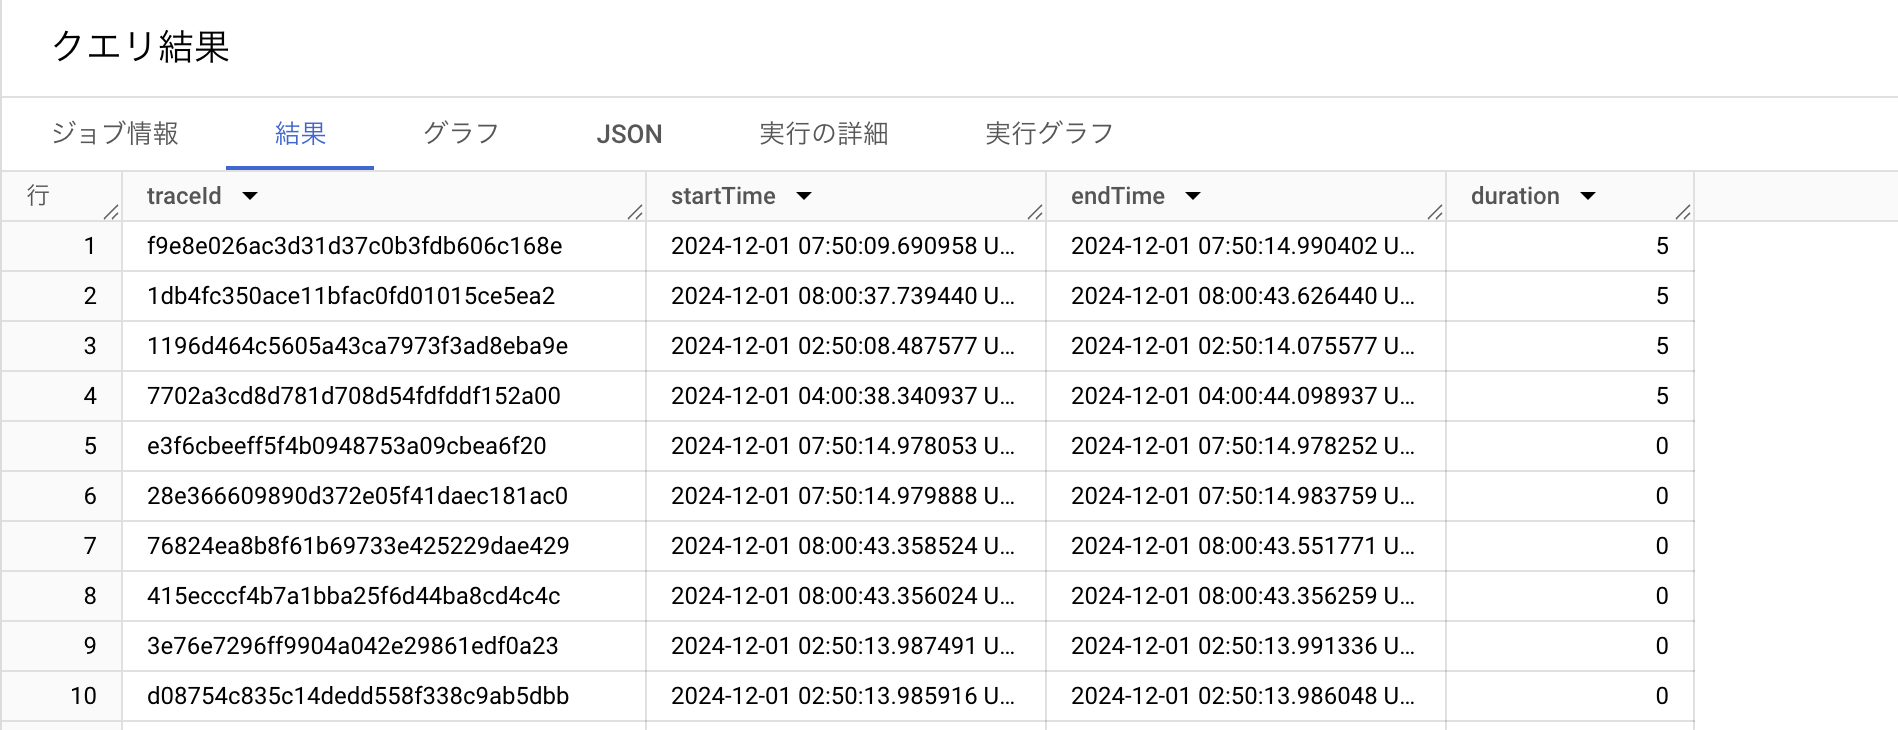 クエリ結果
ジョブ情報 結果 グラフ JSON 実行の詳細 実行グラフ
行 traceId startTime endTime duration
1 f9e8e026ac3d31d37c0b3fdb606c168e 2024-12-01 07:50:09.690958 U... 2024-12-01 07:50:14.990402 U... 5
2 1db4fc350ace11bfac0fd01015ce5ea2 2024-12-01 08:00:37.739440 U... 2024-12-01 08:00:43.626440 U... 5
3 1196d464c5605a43ca7973f3ad8eba9e 2024-12-01 02:50:08.487577 U... 2024-12-01 02:50:14.075577 U... 5
4 7702a3cd8d781d708d54fdfddf152a00 2024-12-01 04:00:38.340937 U... 2024-12-01 04:00:44.098937 U... 5
5 e3f6cbeeff5f4b0948753a09cbea6f20 2024-12-01 07:50:14.978053 U... 2024-12-01 07:50:14.978252 U... 0
6 28e366609890d372e05f41daec181ac0 2024-12-01 07:50:14.979888 U... 2024-12-01 07:50:14.983759 U... 0
7 76824ea8b8f61b69733e425229dae429 2024-12-01 08:00:43.358524 U... 2024-12-01 08:00:43.551771 U... 0
8 415ecccf4b7a1bba25f6d44ba8cd4c4c 2024-12-01 08:00:43.356024 U... 2024-12-01 08:00:43.356259 U... 0
9 3e76e7296ff9904a042e29861edf0a23 2024-12-01 02:50:13.987491 U... 2024-12-01 02:50:13.991336 U... 0
10 d08754c835c14dedd558f338c9ab5dbb 2024-12-01 02:50:13.985916 U... 2024-12-01 02:50:13.986048 U... 0